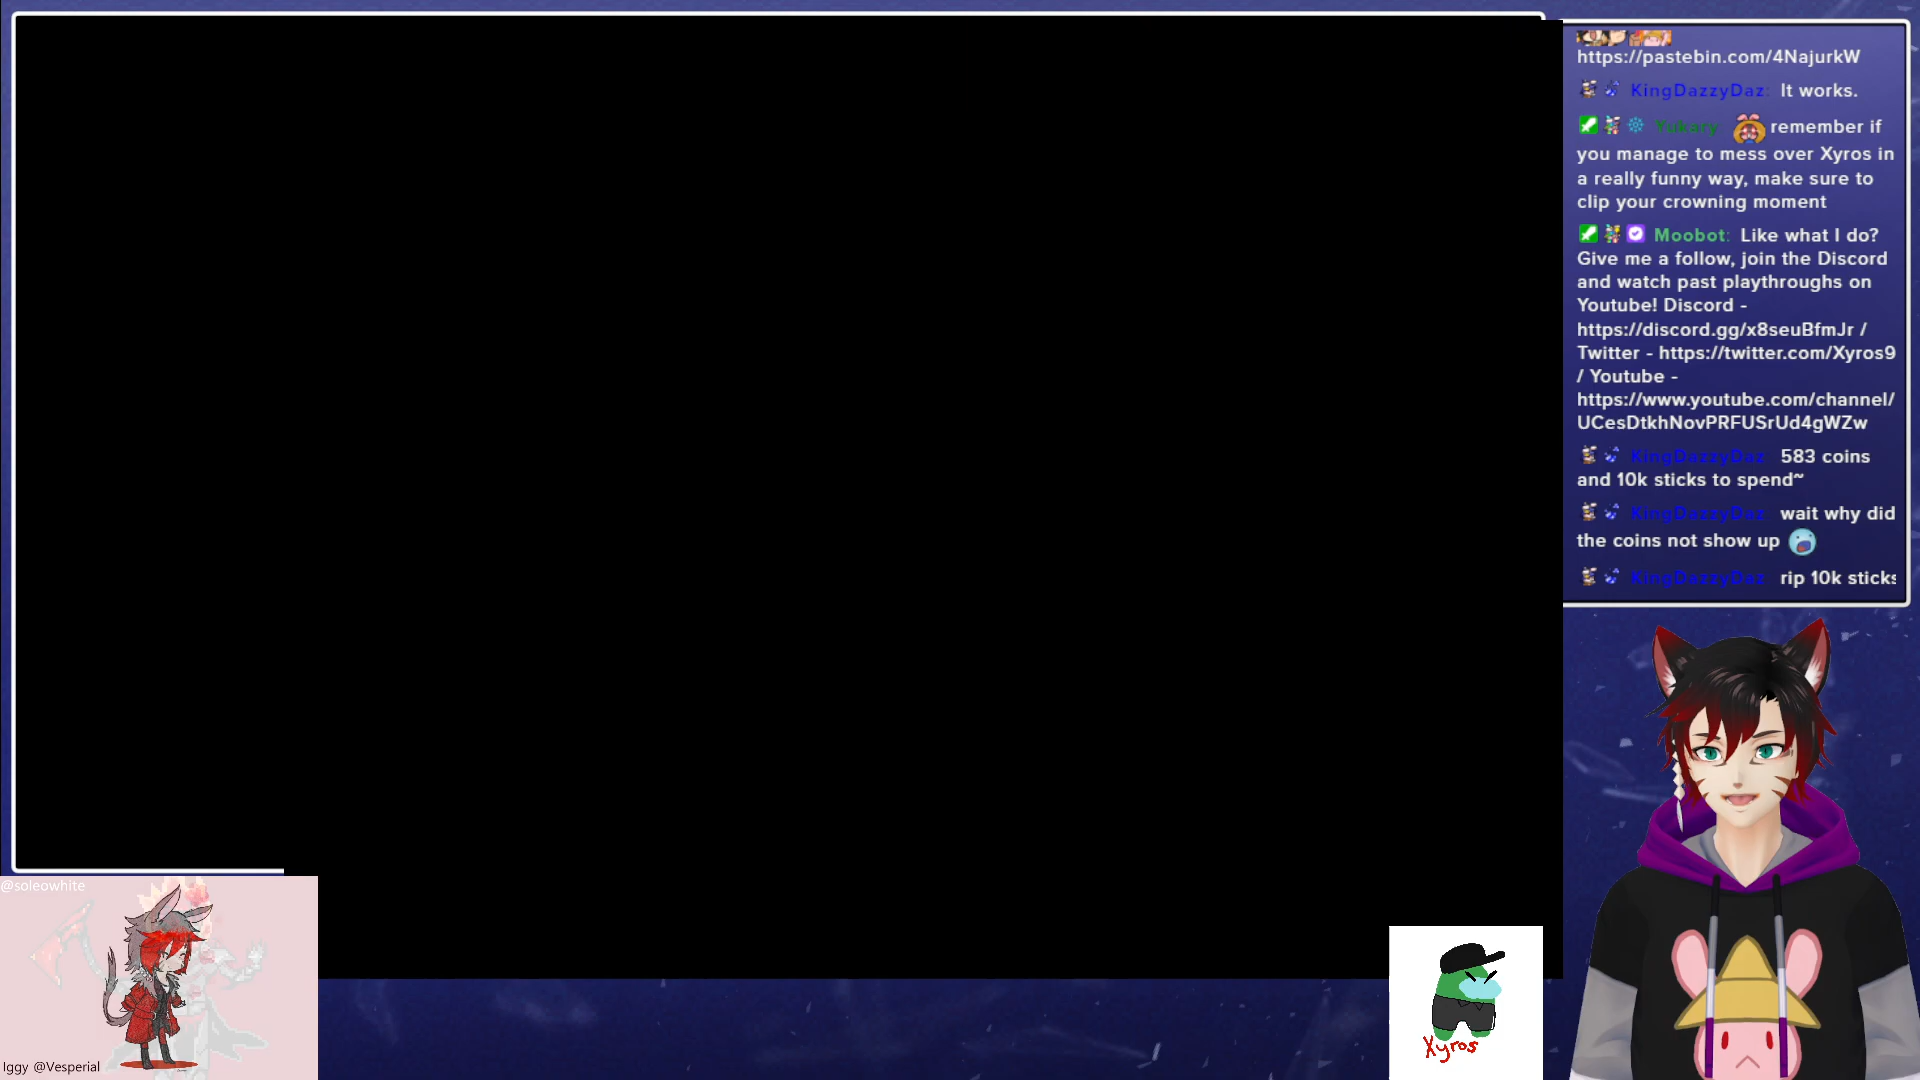 https://pastebin.com/4NajurkW
KingDazzyDaz: It works.
Yukary: remember if
you manage to mess over Xyros in
a really funny way, make sure to
clip your crowning moment
Moobot: Like what I do?
Give me a follow, join the Discord
and watch past playthroughs on
Youtube! Discord -
https://discord.gg/x8seuBfmJr /
Twitter - https://twitter.com/Xyros9
/ Youtube -
https://www.youtube.com/channel/
UCesDtkhNovPRFUSrUd4gWZw
KingDazzyDaz: 583 coins
and 10k sticks to spend~
KingDazzyDaz: wait why did
the coins not show up
KingDazzyDaz: rip 10k sticks
@soleowhite
Iggy @Vesperial
Xyros